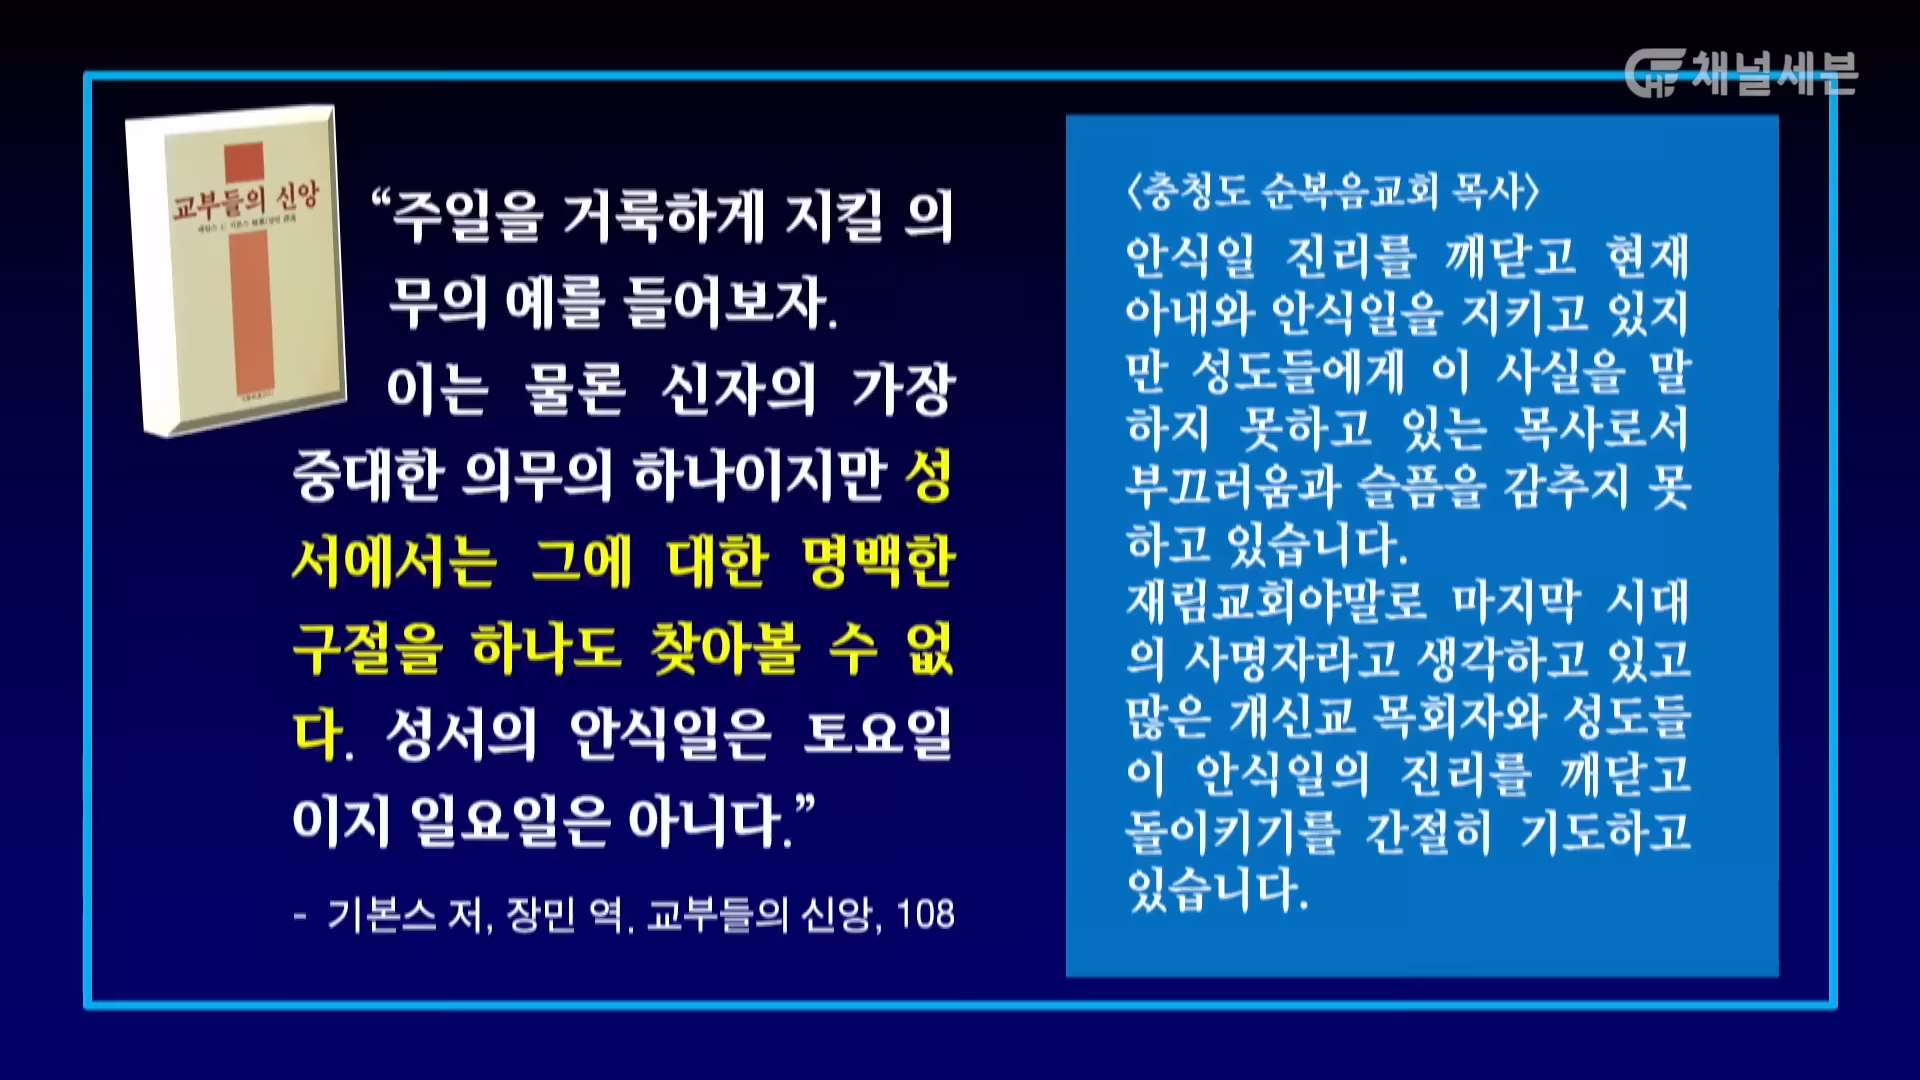 채널세븐
교부들의 신앙
“주일을 거룩하게 지킬 의
무의 예를 들어보자.
이는 물론 신자의 가장
중대한 의무의 하나이지만 성
서에서는 그에 대한 명백한
구절을 하나도 찾아볼 수 없
다. 성서의 안식일은 토요일
이지 일요일은 아니다.”
- 기본스 저, 장민 역. 교부들의 신앙, 108
<충청도 순복음교회 목사>
안식일 진리를 깨닫고 현재
아내와 안식일을 지키고 있지
만 성도들에게 이 사실을 말
하지 못하고 있는 목사로서
부끄러움과 슬픔을 감추지 못
하고 있습니다.
재림교회야말로 마지막 시대
의 사명자라고 생각하고 있고
많은 개신교 목회자와 성도들
이 안식일의 진리를 깨닫고
돌이키기를 간절히 기도하고
있습니다.